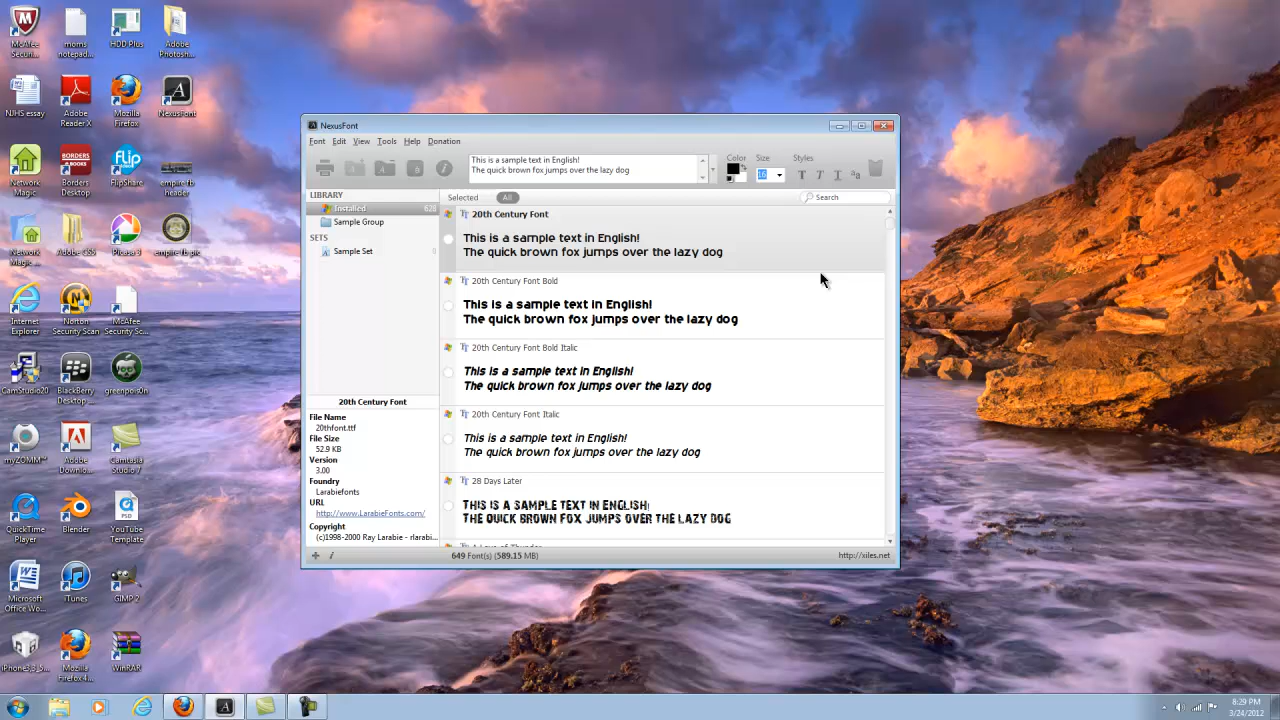 McAfee
Securi...
moms
notepad...
HOD Plus
Adobe
Photosh...
NJHS essay
Adobe
Reader X
Mozilla
Firefox
Nexusfont
Network
Magic
Borders
Desktop
FlipShare
empire fb
header
Network
Magic ...
Adobe CS5
Picasa 3
empire fb pic
Internet
Explorer
Norton
Security Scan
McAfee
Security Sc...
CamStudio20
BlackBerry
Desktop ...
greenpois0n
myZOMM™
Adobe
Downlo...
Camtasia
Studio 7
QuickTime
Player
Blender
YouTube
Template
Microsoft
Office Wo...
iTunes
GIMP 2
iPhone3,3_5...
Mozilla
Firefox 4...
WinRAR
NexusFont
Font Edit View Tools Help Donation
This is a sample text in English!
The quick brown fox jumps over the lazy dog
Color Size Styles
16
LIBRARY
Installed 628
Sample Group
SETS
Sample Set 0
Selected All Search
20th Century Font
This is a sample text in English!
The quick brown fox jumps over the lazy dog
20th Century Font Bold
This is a sample text in English!
The quick brown fox jumps over the lazy dog
20th Century Font Bold Italic
This is a sample text in English!
The quick brown fox jumps over the lazy dog
20th Century Font Italic
This is a sample text in English!
The quick brown fox jumps over the lazy dog
28 Days Later
THIS IS A SAMPLE TEXT IN ENGLISH!
THE QUICK BROWN FOX JUMPS OVER THE LAZY DOG
20th Century Font
File Name
20thfont.ttf
File Size
52.9 KB
Version
3.00
Foundry
Larabiefonts
URL
http://www.LarabieFonts.com/
Copyright
(c)1998-2000 Ray Larabie - rlarabi...
649 Font(s) (589.15 MB)
http://xiles.net
8:29 PM
3/24/2012